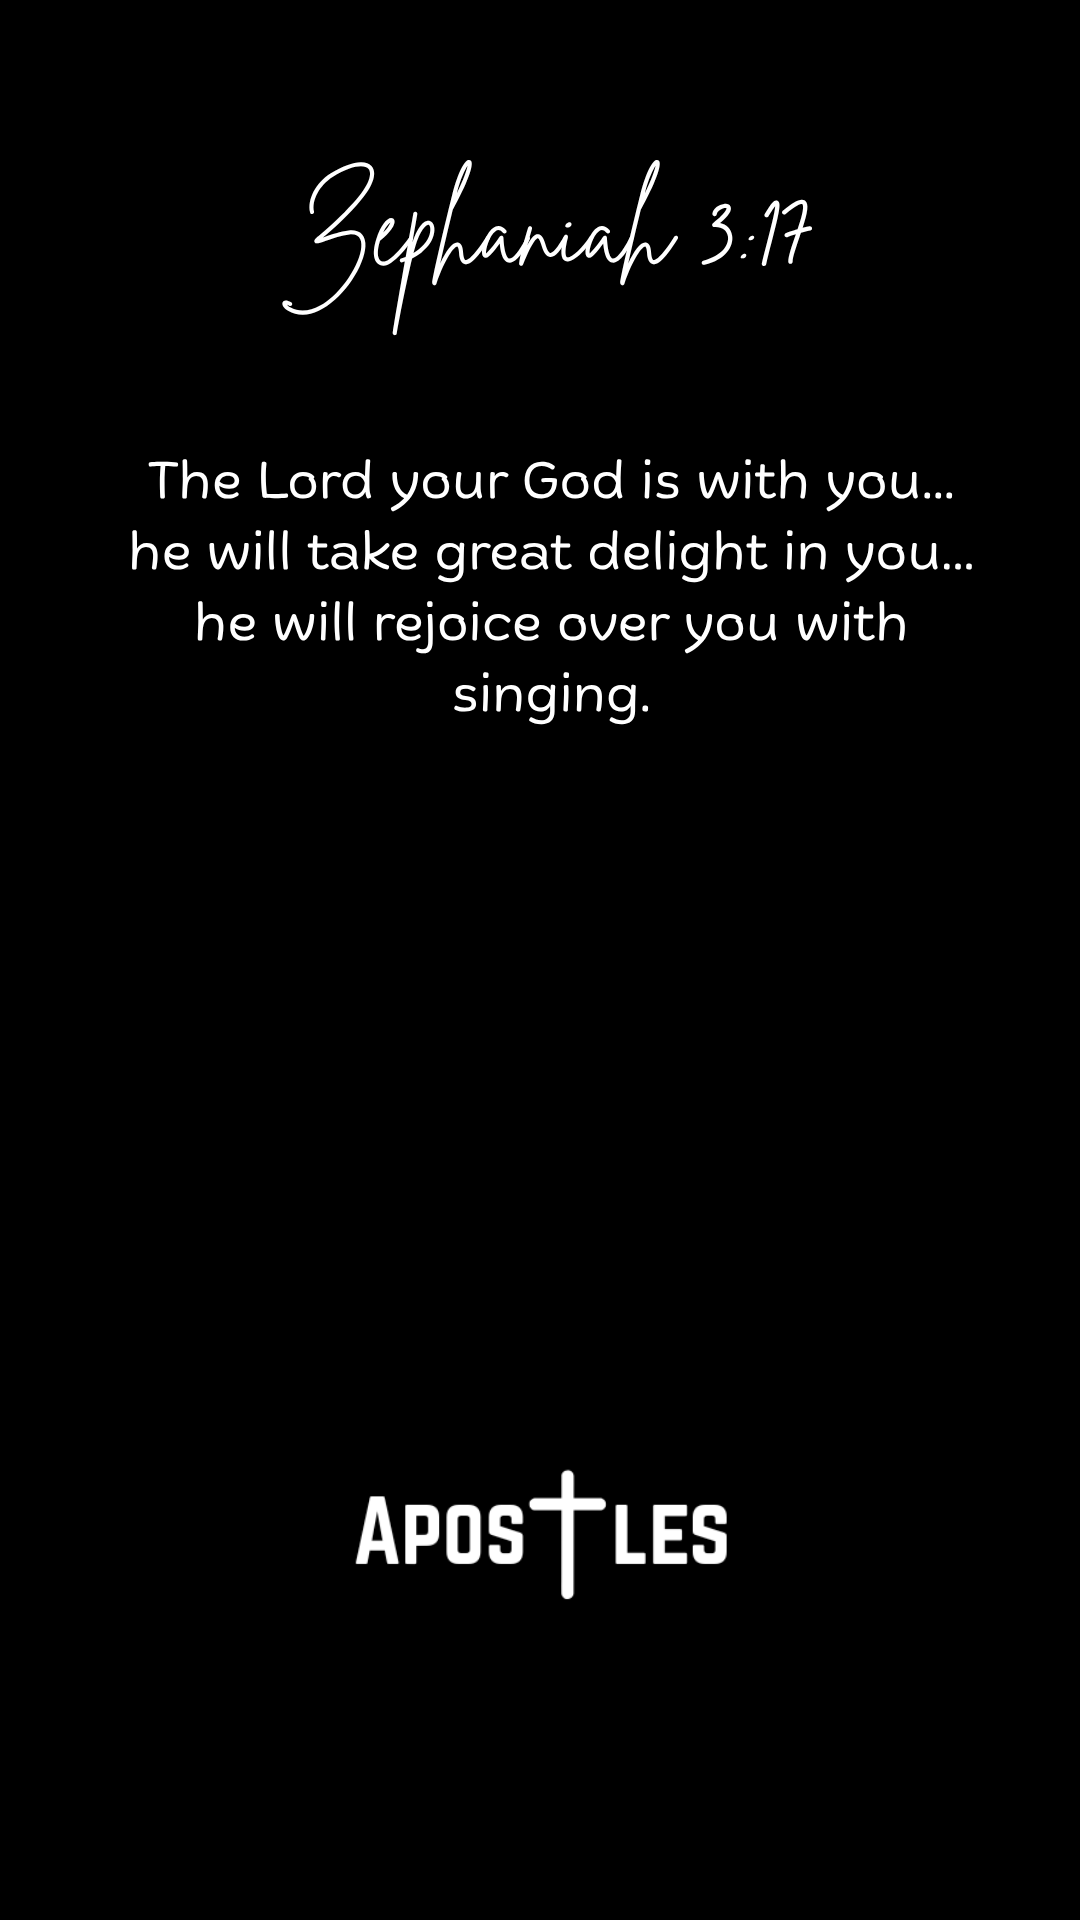 Zephaniah 3:17
The Lord your God is with you...
he will take great delight in you...
he will rejoice over you with
singing.
APOSTLES